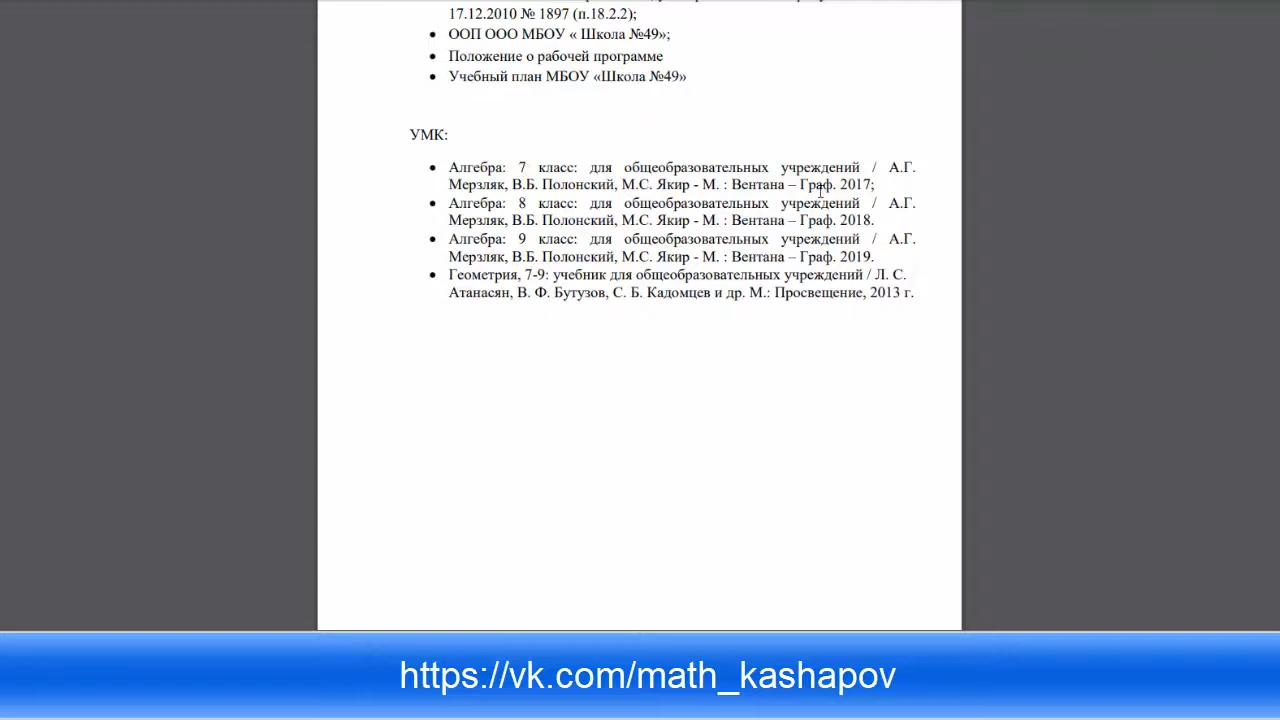 17.12.2010 № 1897 (п.18.2.2);
• ООП ООО МБОУ « Школа №49»;
• Положение о рабочей программе
• Учебный план МБОУ «Школа №49»
УМК:
• Алгебра: 7 класс: для общеобразовательных учреждений / А.Г.
Мерзляк, В.Б. Полонский, М.С. Якир - М. : Вентана – Граф. 2017;
• Алгебра: 8 класс: для общеобразовательных учреждений / А.Г.
Мерзляк, В.Б. Полонский, М.С. Якир - М. : Вентана – Граф. 2018.
• Алгебра: 9 класс: для общеобразовательных учреждений / А.Г.
Мерзляк, В.Б. Полонский, М.С. Якир - М. : Вентана – Граф. 2019.
• Геометрия, 7-9: учебник для общеобразовательных учреждений / Л. С.
Атанасян, В. Ф. Бутузов, С. Б. Кадомцев и др. М.: Просвещение, 2013 г.
https://vk.com/math_kashapov